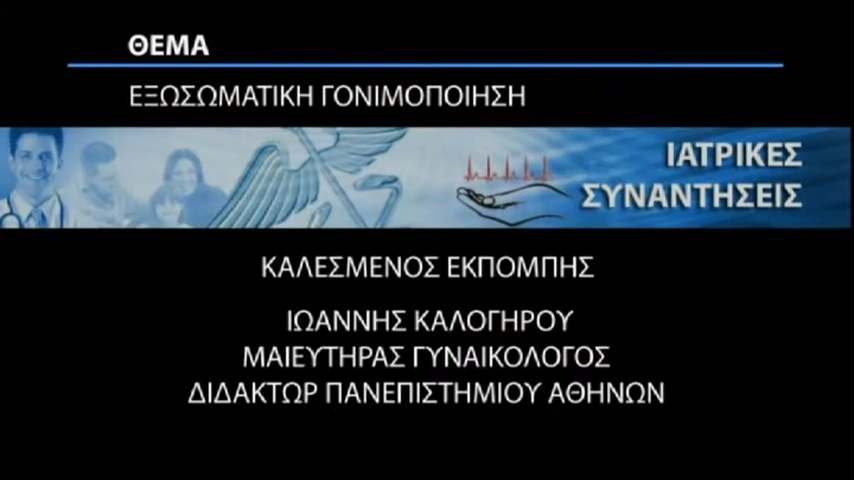 ΘΕΜΑ
ΕΞΩΣΩΜΑΤΙΚΗ ΓΟΝΙΜΟΠΟΙΗΣΗ
ΙΑΤΡΙΚΕΣ
ΣΥΝΑΝΤΗΣΕΙΣ
ΚΑΛΕΣΜΕΝΟΣ ΕΚΠΟΜΠΗΣ
ΙΩΑΝΝΗΣ ΚΑΛΟΓΗΡΟΥ
ΜΑΙΕΥΤΗΡΑΣ ΓΥΝΑΙΚΟΛΟΓΟΣ
ΔΙΔΑΚΤΩΡ ΠΑΝΕΠΙΣΤΗΜΙΟΥ ΑΘΗΝΩΝ